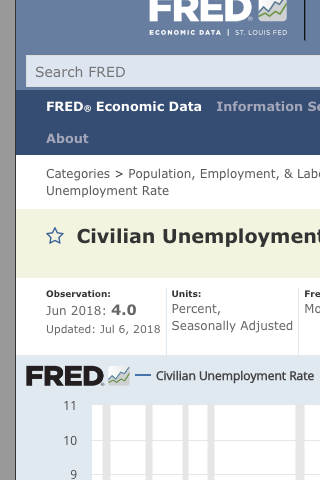 FRED
ECONOMIC DATA | ST. LOUIS FED
Search FRED
FRED® Economic Data Information Se
About
Categories > Population, Employment, & Labo
Unemployment Rate
Civilian Unemployment
Observation:
Jun 2018: 4.0
Updated: Jul 6, 2018
Units:
Percent,
Seasonally Adjusted
Fre
Mo
FRED Civilian Unemployment Rate
11
10
9